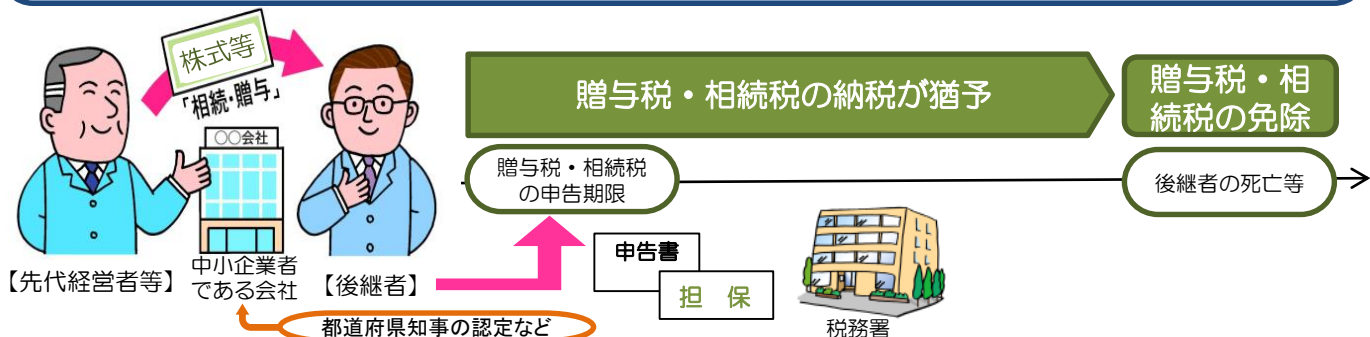 株式等
「相続・贈与」
○○会社
【先代経営者等】
中小企業者
である会社
【後継者】
都道府県知事の認定など
贈与税・相続税の納税が猶予
贈与税・相
続税の免除
贈与税・相続税
の申告期限
後継者の死亡等
申告書
担　保
税務署